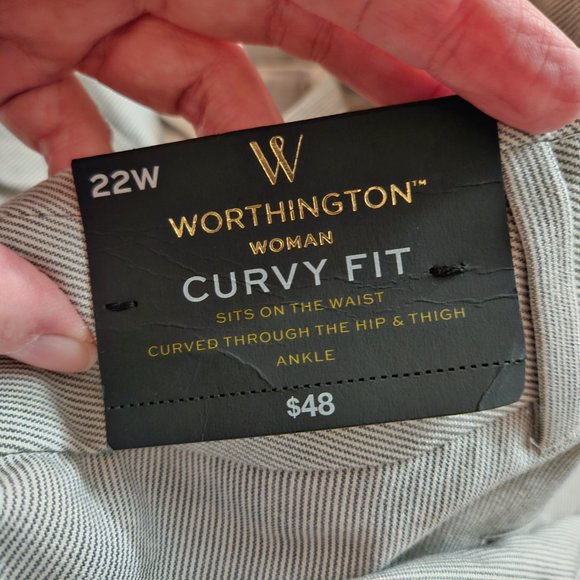 22W
W
WORTHINGTON™
WOMAN
CURVY FIT
SITS ON THE WAIST
CURVED THROUGH THE HIP & THIGH
ANKLE
$48